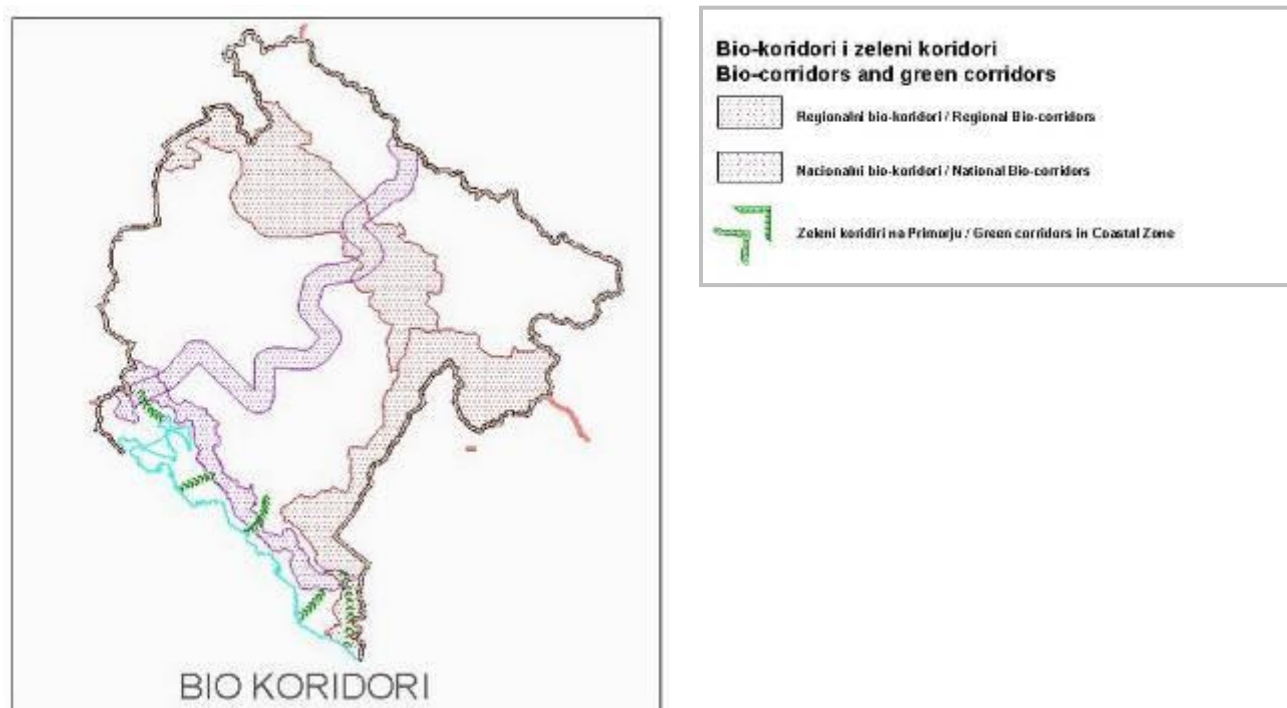 BIO KORIDORI
Bio-koridori i zeleni koridori
Bio-corridors and green corridors
Regionalni bio-koridori / Regional Bio-corridors
Nacionalni bio-koridori / National Bio-corridors
Zeleni koridiri na Primorju / Green corridors in Coastal Zone